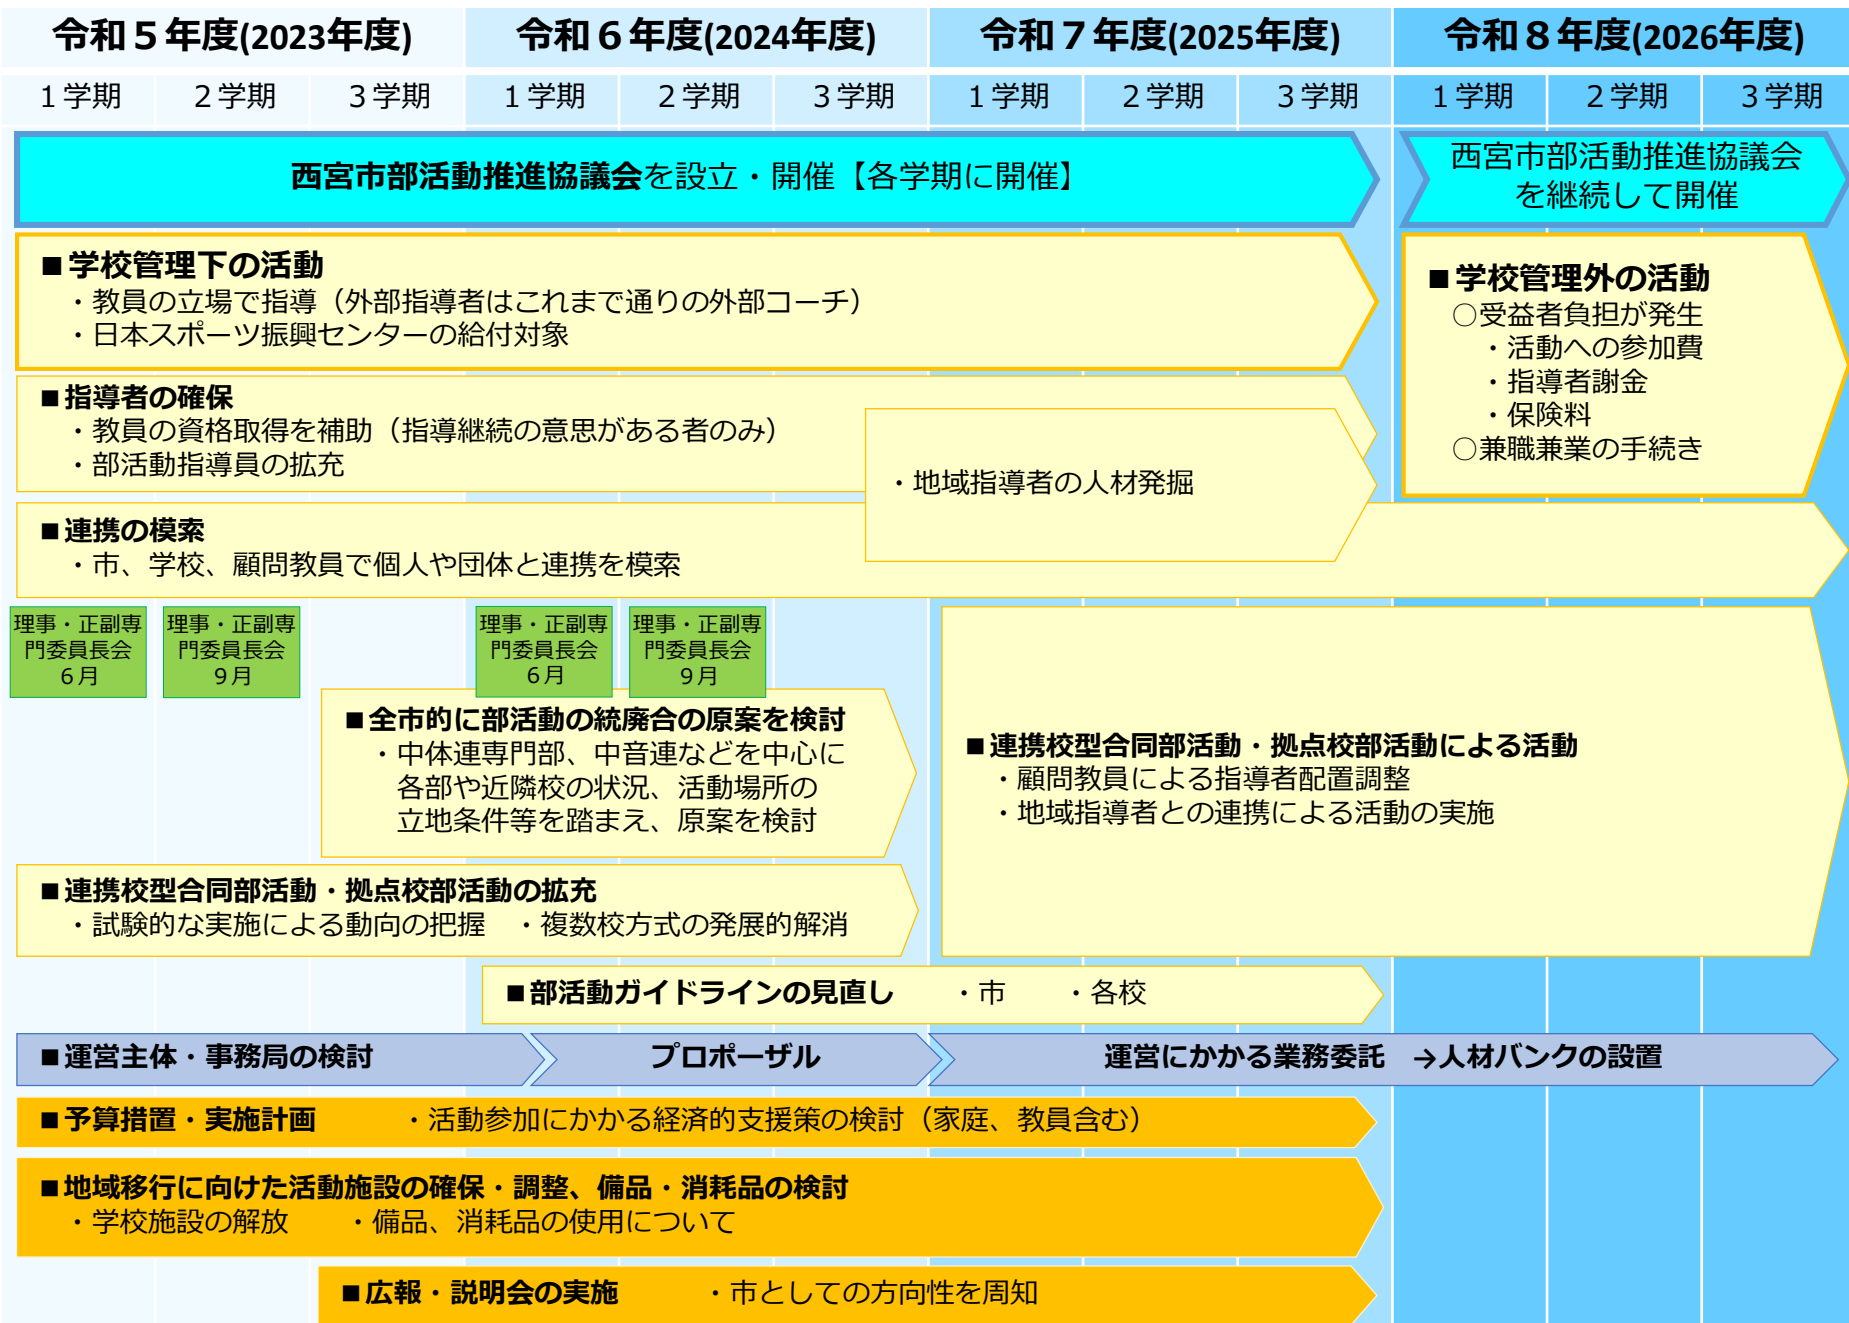 令和５年度(2023年度)
令和６年度(2024年度)
令和７年度(2025年度)
令和８年度(2026年度)
１学期 ２学期 ３学期 １学期 ２学期 ３学期 １学期 ２学期 ３学期 １学期 ２学期 ３学期
西宮市部活動推進協議会を設立・開催【各学期に開催】
西宮市部活動推進協議会
を継続して開催
■学校管理下の活動
・教員の立場で指導（外部指導者はこれまで通りの外部コーチ）
・日本スポーツ振興センターの給付対象
■学校管理外の活動
○受益者負担が発生
・活動への参加費
・指導者謝金
・保険料
○兼職兼業の手続き
■指導者の確保
・教員の資格取得を補助（指導継続の意思がある者のみ）
・部活動指導員の拡充
・地域指導者の人材発掘
■連携の模索
・市、学校、顧問教員で個人や団体と連携を模索
理事・正副専
門委員長会
６月
理事・正副専
門委員長会
９月
理事・正副専
門委員長会
６月
理事・正副専
門委員長会
９月
■全市的に部活動の統廃合の原案を検討
・中体連専門部、中音連などを中心に
各部や近隣校の状況、活動場所の
立地条件等を踏まえ、原案を検討
■連携校型合同部活動・拠点校部活動による活動
・顧問教員による指導者配置調整
・地域指導者との連携による活動の実施
■連携校型合同部活動・拠点校部活動の拡充
・試験的な実施による動向の把握 ・複数校方式の発展的解消
■部活動ガイドラインの見直し ・市 ・各校
■運営主体・事務局の検討
プロポーザル
運営にかかる業務委託 →人材バンクの設置
■予算措置・実施計画 ・活動参加にかかる経済的支援策の検討（家庭、教員含む）
■地域移行に向けた活動施設の確保・調整、備品・消耗品の検討
・学校施設の解放 ・備品、消耗品の使用について
■広報・説明会の実施 ・市としての方向性を周知